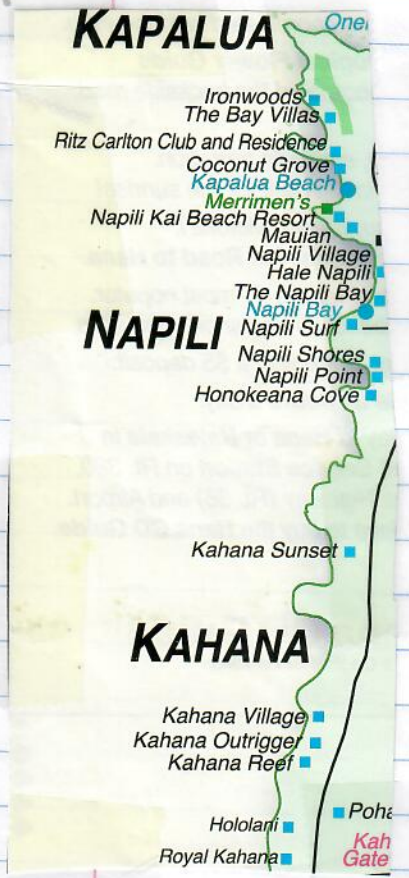 KAPALUA
Onel
Ironwoods
The Bay Villas
Ritz Carlton Club and Residence
Coconut Grove
Kapalua Beach
Merrimen's
Napili Kai Beach Resort
Mauian
Napili Village
Hale Napili
The Napili Bay
Napili Bay
NAPILI
Napili Surf
Napili Shores
Napili Point
Honokeana Cove
Kahana Sunset
KAHANA
Kahana Village
Kahana Outrigger
Kahana Reef
Poha
Hololani
Kah
Gate
Royal Kahana